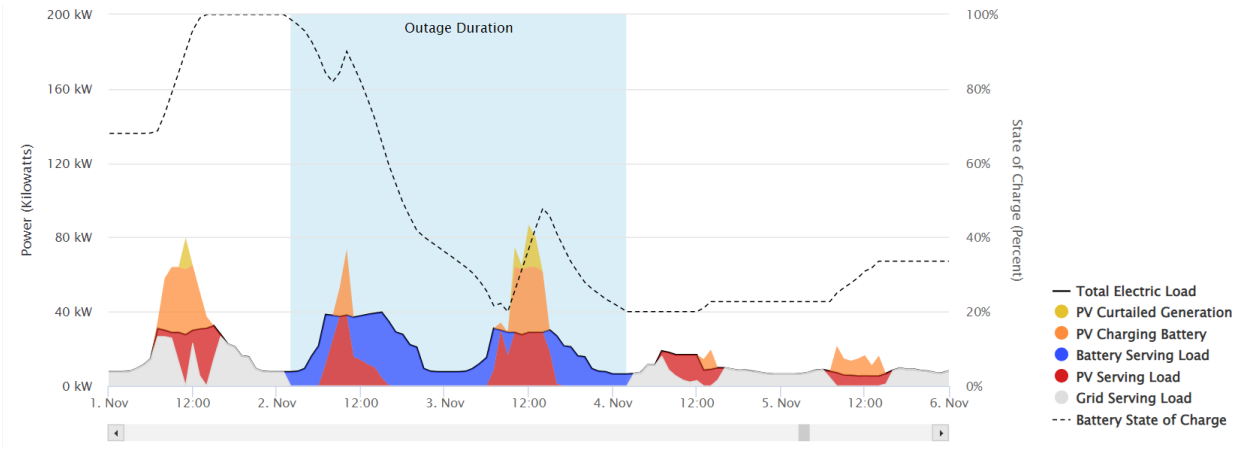 200 kW
160 kW
120 kW
80 kW
40 kW
0 kW
Power (Kilowatts)
Outage Duration
100%
80%
60%
40%
20%
0%
State of Charge (Percent)
1. Nov 12:00 2. Nov 12:00 3. Nov 12:00 4. Nov 12:00 5. Nov 12:00 6. Nov
Total Electric Load
PV Curtailed Generation
PV Charging Battery
Battery Serving Load
PV Serving Load
Grid Serving Load
Battery State of Charge